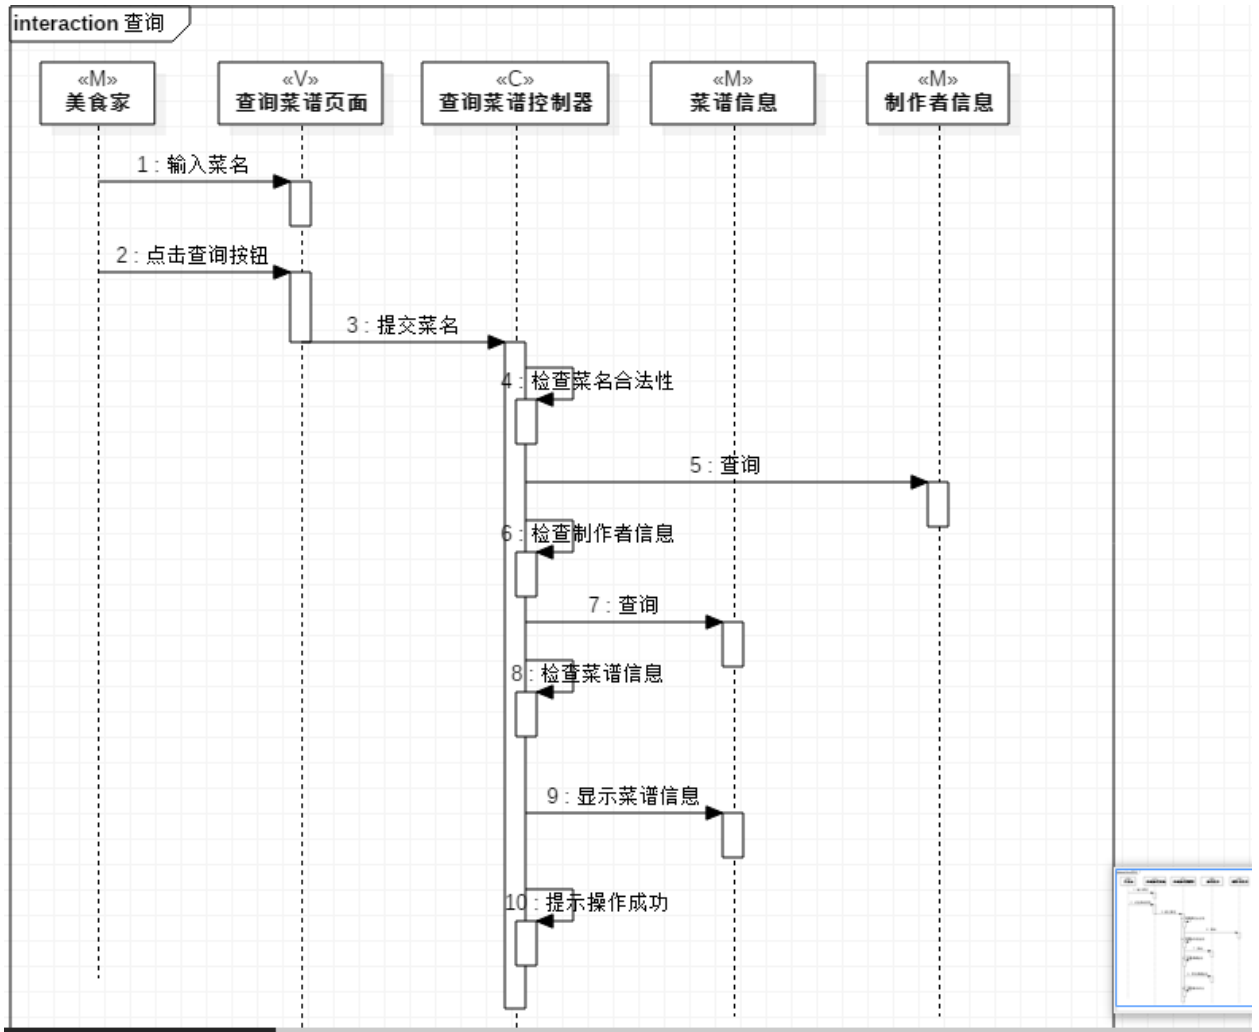 interaction 查询
«M»
美食家
«V»
查询菜谱页面
«C»
查询菜谱控制器
«M»
菜谱信息
«M»
制作者信息
1 : 输入菜名
2 : 点击查询按钮
3 : 提交菜名
4 : 检查菜名合法性
5 : 查询
6 : 检查制作者信息
7 : 查询
8 : 检查菜谱信息
9 : 显示菜谱信息
10 : 提示操作成功